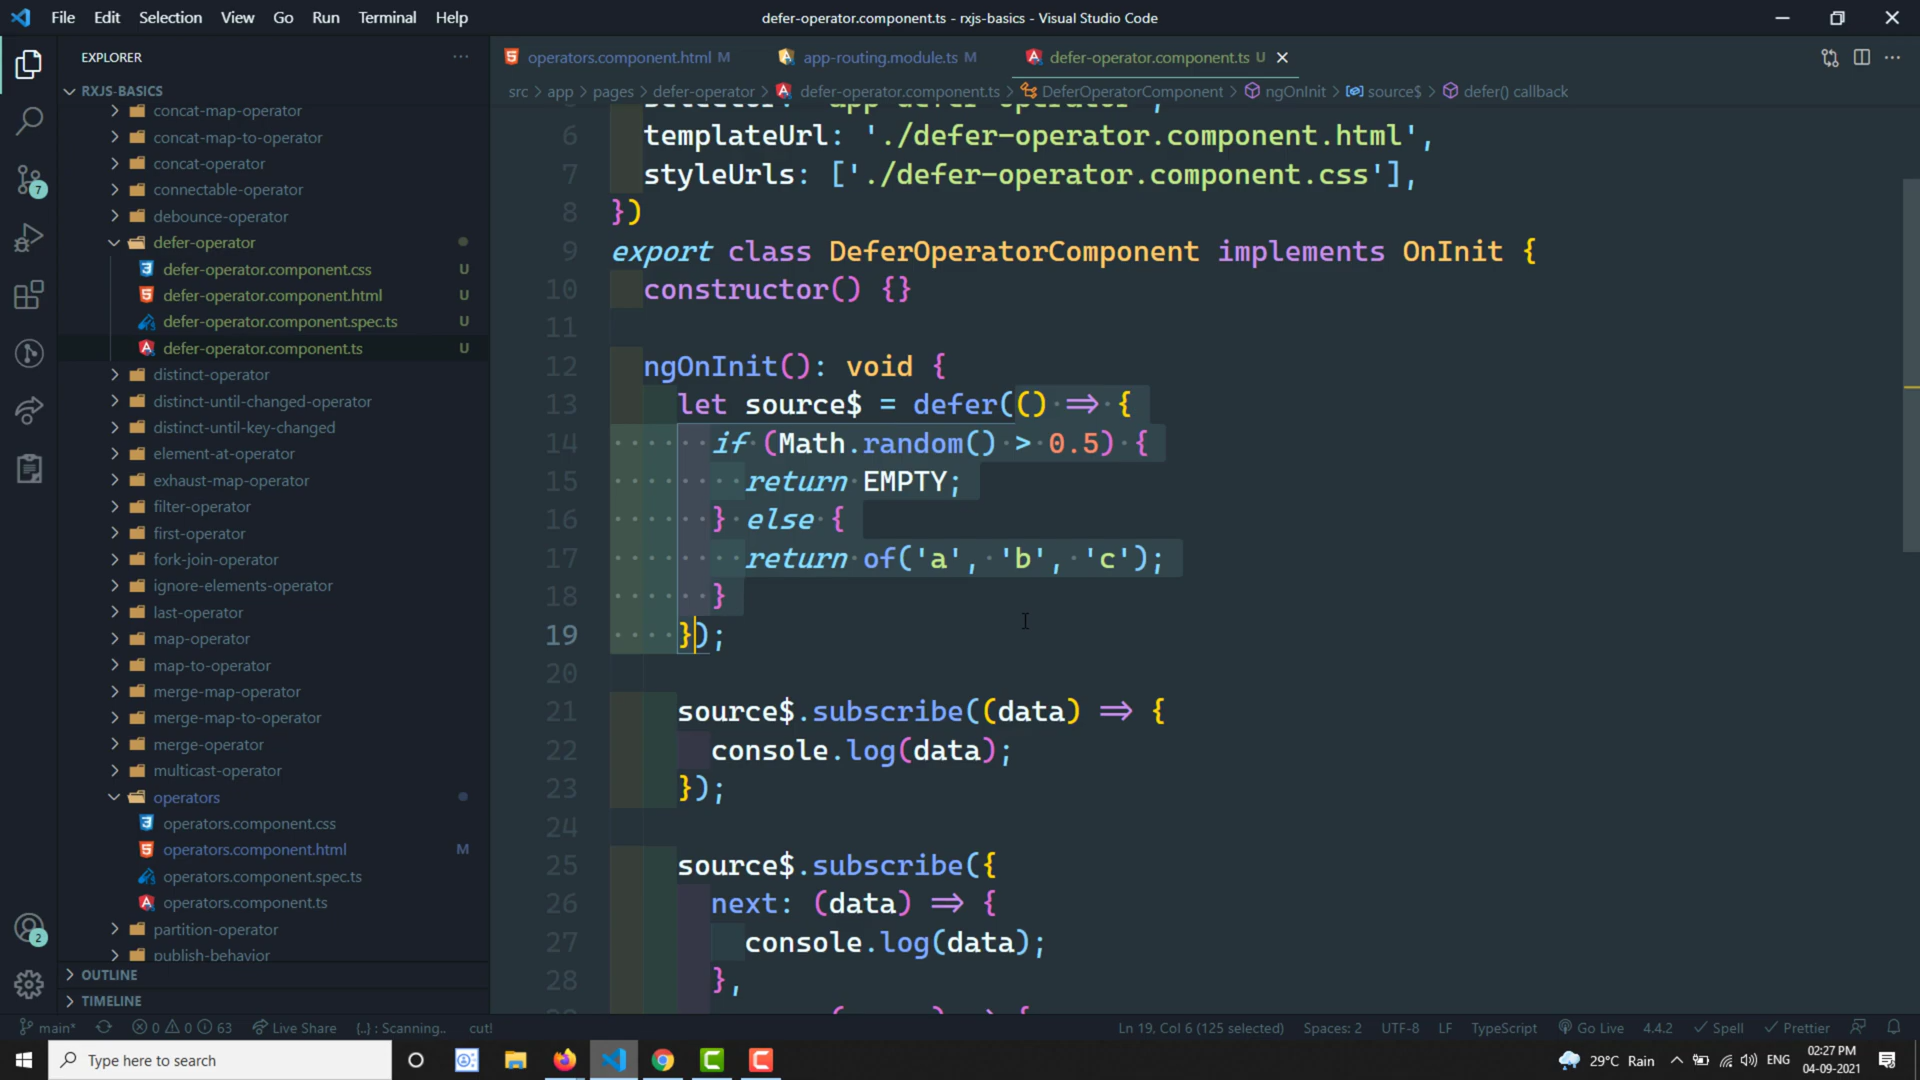 File Edit Selection View Go Run Terminal Help
defer-operator.component.ts - rxjs-basics - Visual Studio Code
EXPLORER
RXJS-BASICS
concat-map-operator
concat-map-to-operator
concat-operator
connectable-operator
debounce-operator
defer-operator
defer-operator.component.css U
defer-operator.component.html U
defer-operator.component.spec.ts U
defer-operator.component.ts U
distinct-operator
distinct-until-changed-operator
distinct-until-key-changed
element-at-operator
exhaust-map-operator
filter-operator
first-operator
fork-join-operator
ignore-elements-operator
last-operator
map-operator
map-to-operator
merge-map-operator
merge-map-to-operator
merge-operator
multicast-operator
operators
operators.component.css
operators.component.html M
operators.component.spec.ts
operators.component.ts
partition-operator
publish-behavior
OUTLINE
TIMELINE
7
2
operators.component.html M app-routing.module.ts M defer-operator.component.ts U
src > app > pages > defer-operator > defer-operator.component.ts > DeferOperatorComponent > ngOnInit > source$ > defer() callback
6 templateUrl: './defer-operator.component.html',
7 styleUrls: ['./defer-operator.component.css'],
8 })
9 export class DeferOperatorComponent implements OnInit {
10 constructor() {}
11
12 ngOnInit(): void {
13 let source$ = defer(() => {
14 if (Math.random() > 0.5) {
15 return EMPTY;
16 } else {
17 return of('a', 'b', 'c');
18 }
19 });
20
21 source$.subscribe((data) => {
22 console.log(data);
23 });
24
25 source$.subscribe({
26 next: (data) => {
27 console.log(data);
28 },
main* 0 0 63 Live Share {..} : Scanning.. cut! Ln 19, Col 6 (125 selected) Spaces: 2 UTF-8 LF TypeScript Go Live 4.4.2 Spell Prettier
Type here to search
29°C Rain ENG
02:27 PM
04-09-2021